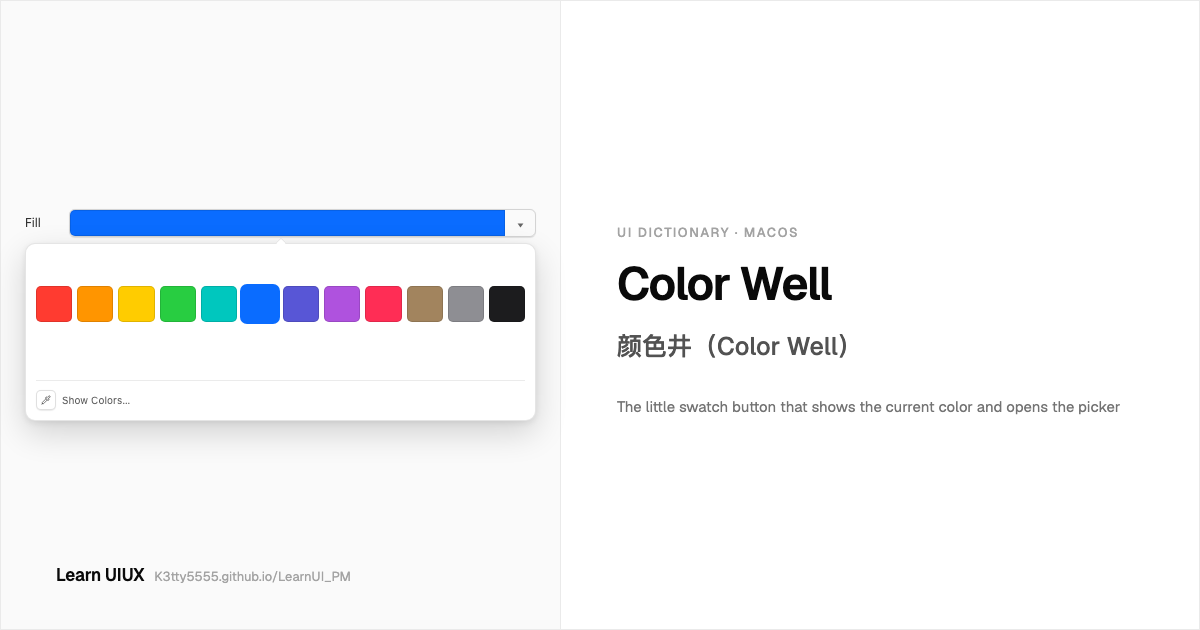 Fill
Show Colors...
Learn UIUX K3tty5555.github.io/LearnUI_PM
UI DICTIONARY · MACOS
Color Well
颜色井（Color Well）
The little swatch button that shows the current color and opens the picker